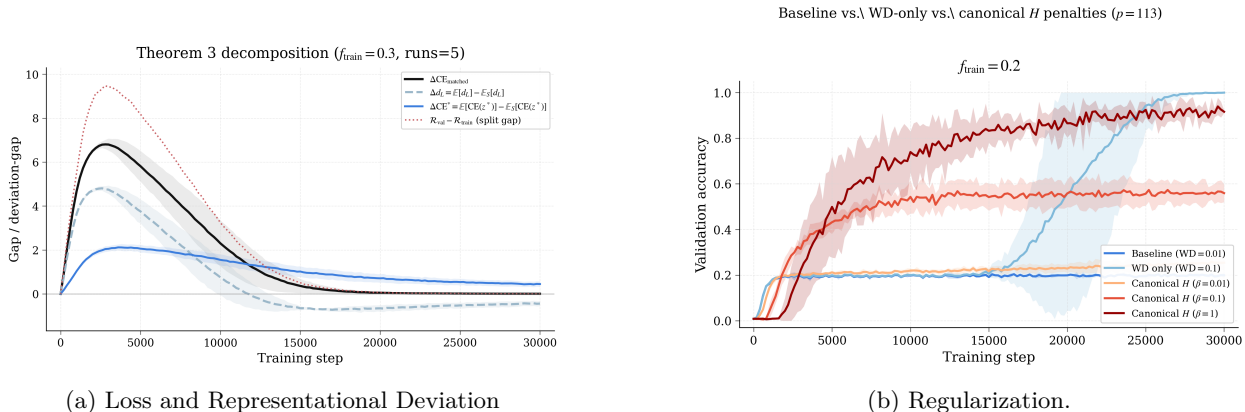 Baseline vs.\ WD-only vs.\ canonical H penalties (p = 113)
Theorem 3 decomposition (f_train = 0.3, runs=5)
10
8
6
4
2
0
0
5000
10000
15000
20000
25000
30000
Gap / deviation-gap
Training step
ΔCE_matched
Δd_L = 𝔼[d_L] − 𝔼_S[d_L]
ΔCE* = 𝔼[CE(z*)] − 𝔼_S[CE(z*)]
R_val − R_train (split gap)
(a) Loss and Representational Deviation
f_train = 0.2
1.0
0.8
0.6
0.4
0.2
0.0
0
5000
10000
15000
20000
25000
30000
Validation accuracy
Training step
Baseline (WD = 0.01)
WD only (WD = 0.1)
Canonical H (β = 0.01)
Canonical H (β = 0.1)
Canonical H (β = 1)
(b) Regularization.